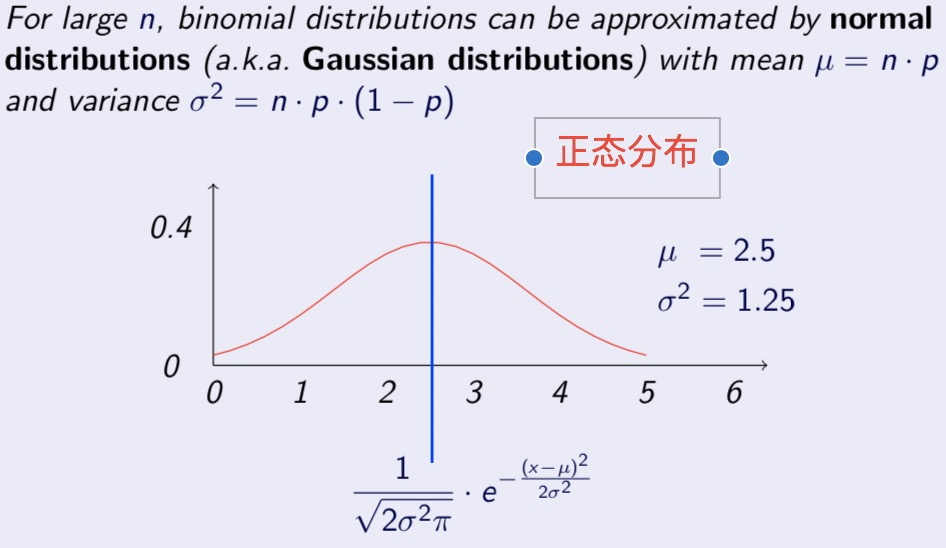 For large n, binomial distributions can be approximated by normal
distributions (a.k.a. Gaussian distributions) with mean μ = n · p
and variance σ² = n · p · (1 − p)
正态分布
0.4
μ = 2.5
σ² = 1.25
0
0 1 2 3 4 5 6
1/√(2σ²π) · e^(−(x−μ)²/(2σ²))